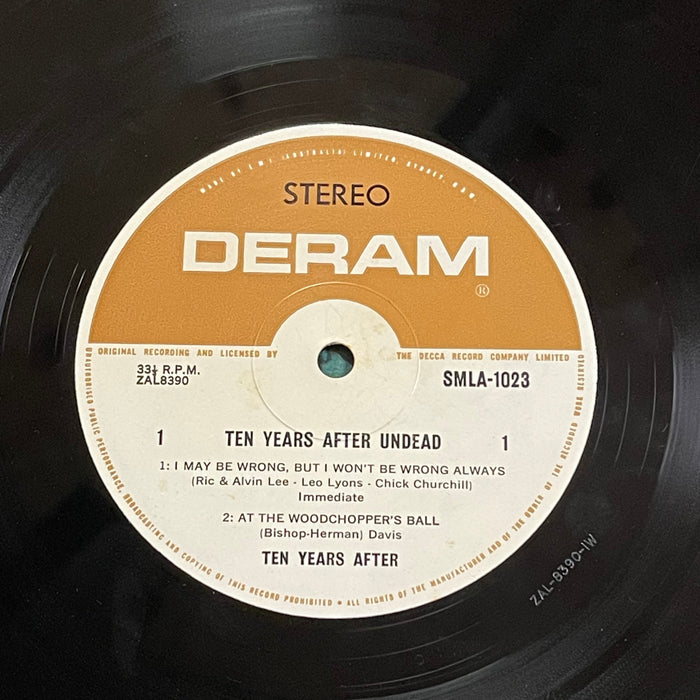 MADE BY E.M.I. (AUSTRALIA) LIMITED, SYDNEY, N.S.W.
STEREO
DERAM
®
ORIGINAL RECORDING AND LICENSED BY THE DECCA RECORD COMPANY LIMITED
33⅓ R.P.M.
ZAL8390
SMLA-1023
1 TEN YEARS AFTER UNDEAD 1
1: I MAY BE WRONG, BUT I WON'T BE WRONG ALWAYS
(Ric & Alvin Lee - Leo Lyons - Chick Churchill)
Immediate
2: AT THE WOODCHOPPER'S BALL
(Bishop-Herman) Davis
TEN YEARS AFTER
UNAUTHORISED PUBLIC PERFORMANCE, BROADCASTING AND COPYING OF THIS RECORD PROHIBITED • ALL RIGHTS OF THE MANUFACTURER AND OF THE OWNER OF THE RECORDED WORK RESERVED
ZAL-8390-1W